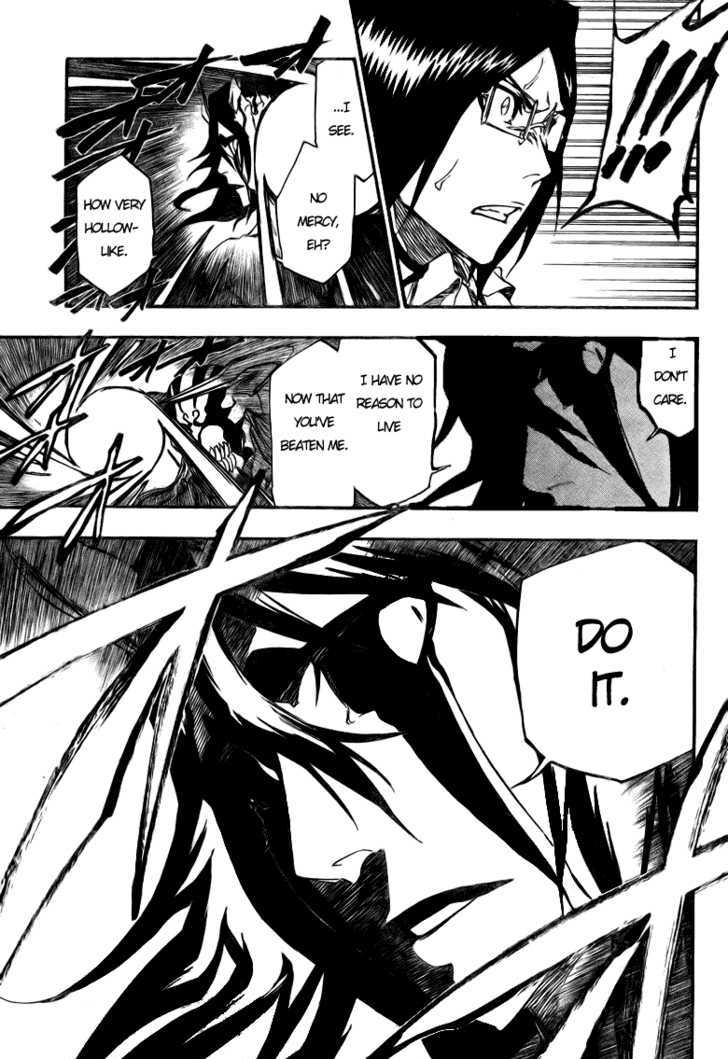 !!!
...I
SEE.
NO
MERCY,
EH?
HOW VERY
HOLLOW-
LIKE.
I
DON'T
CARE.
I HAVE NO
REASON TO
LIVE
NOW THAT
YOU'VE
BEATEN ME.
DO
IT.